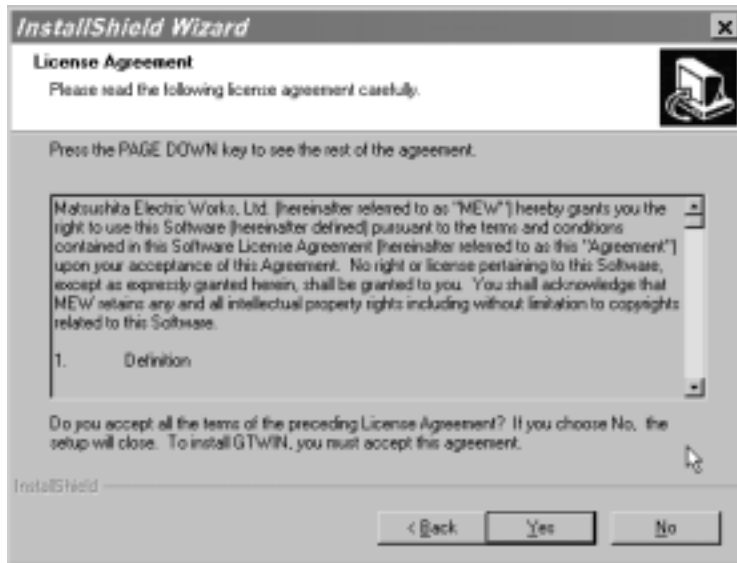 InstallShield Wizard
License Agreement
Please read the following license agreement carefully.
Press the PAGE DOWN key to see the rest of the agreement.
Matsushita Electric Works, Ltd. (hereinafter referred to as "MEW") hereby grants you the
right to use this Software (hereinafter defined) pursuant to the terms and conditions
contained in this Software License Agreement (hereinafter referred to as this "Agreement")
upon your acceptance of this Agreement. No right or license pertaining to this Software,
except as expressly granted herein, shall be granted to you. You shall acknowledge that
MEW retains any and all intellectual property rights including without limitation to copyrights
related to this Software.
1. Definition
Do you accept all the terms of the preceding License Agreement? If you choose No, the
setup will close. To install GTWIN, you must accept this agreement.
InstallShield
< Back Yes No